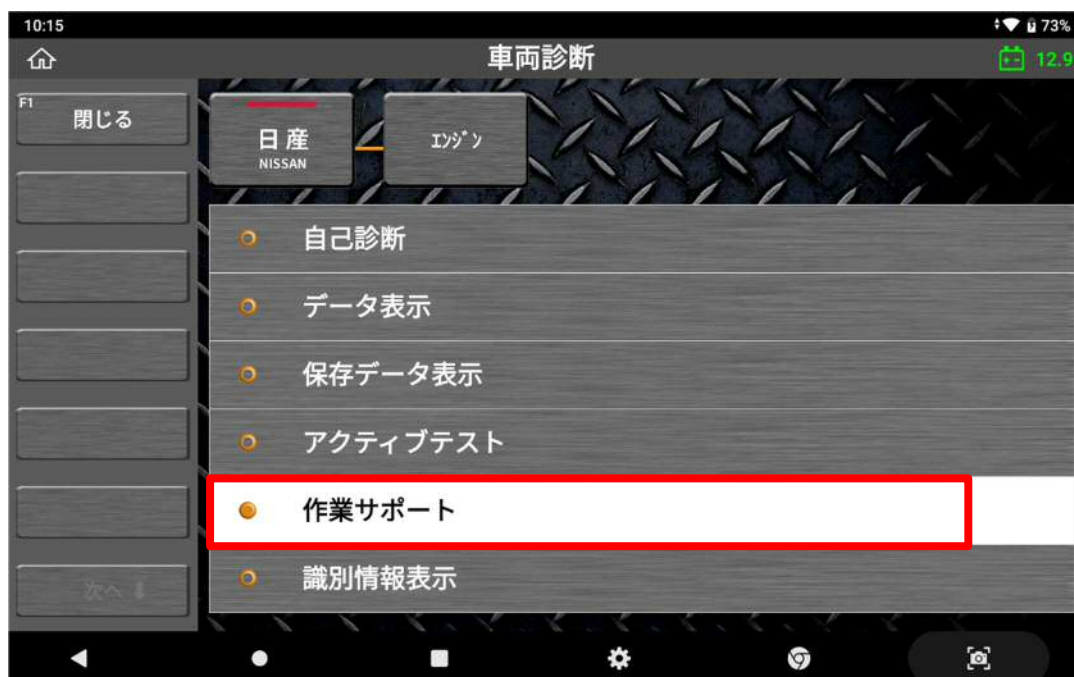 10:15
73%
車両診断
12.9
F1
閉じる
日産
NISSAN
ｴﾝｼﾞﾝ
自己診断
データ表示
保存データ表示
アクティブテスト
作業サポート
識別情報表示
次へ ⬇